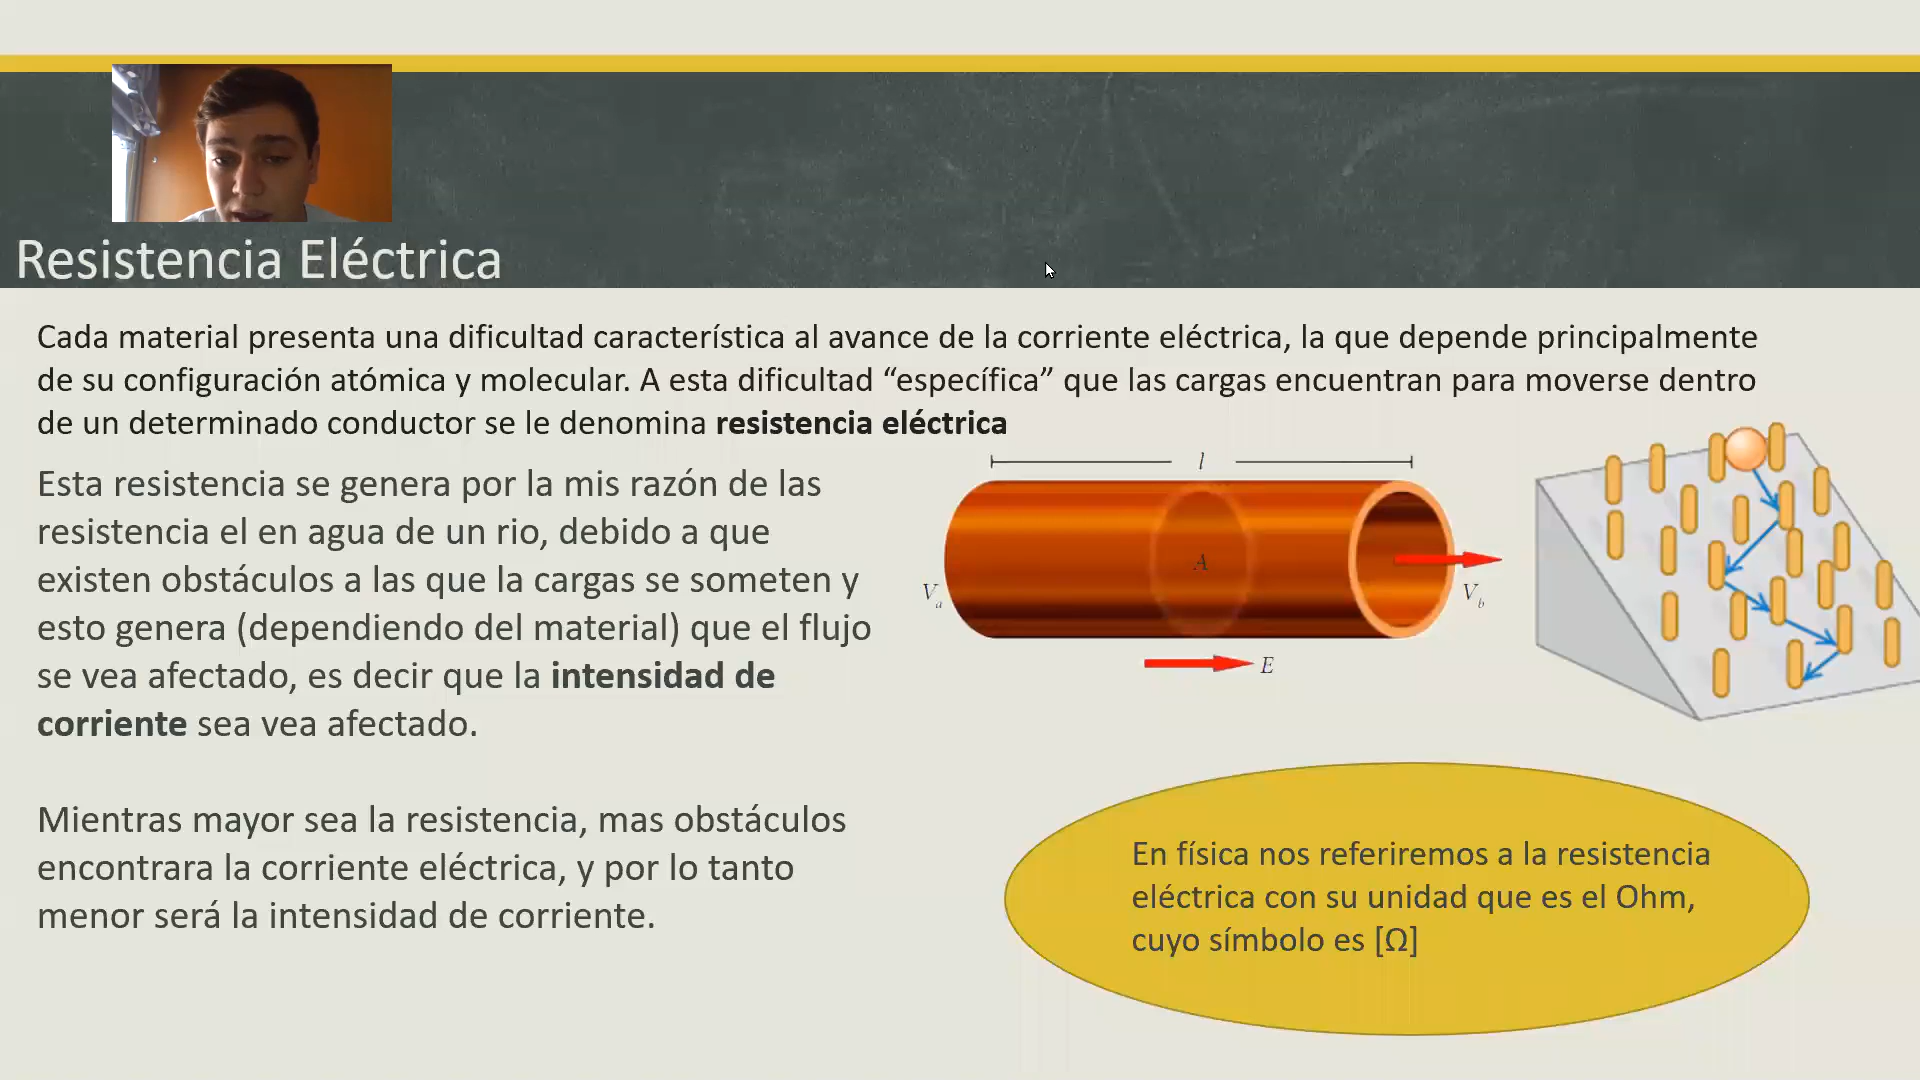 Resistencia Eléctrica
Cada material presenta una dificultad característica al avance de la corriente eléctrica, la que depende principalmente
de su configuración atómica y molecular. A esta dificultad “específica” que las cargas encuentran para moverse dentro
de un determinado conductor se le denomina resistencia eléctrica
Esta resistencia se genera por la mis razón de las
resistencia el en agua de un rio, debido a que
existen obstáculos a las que la cargas se someten y
esto genera (dependiendo del material) que el flujo
se vea afectado, es decir que la intensidad de
corriente sea vea afectado.
Mientras mayor sea la resistencia, mas obstáculos
encontrara la corriente eléctrica, y por lo tanto
menor será la intensidad de corriente.
l
A
Va
Vb
E
En física nos referiremos a la resistencia
eléctrica con su unidad que es el Ohm,
cuyo símbolo es [Ω]